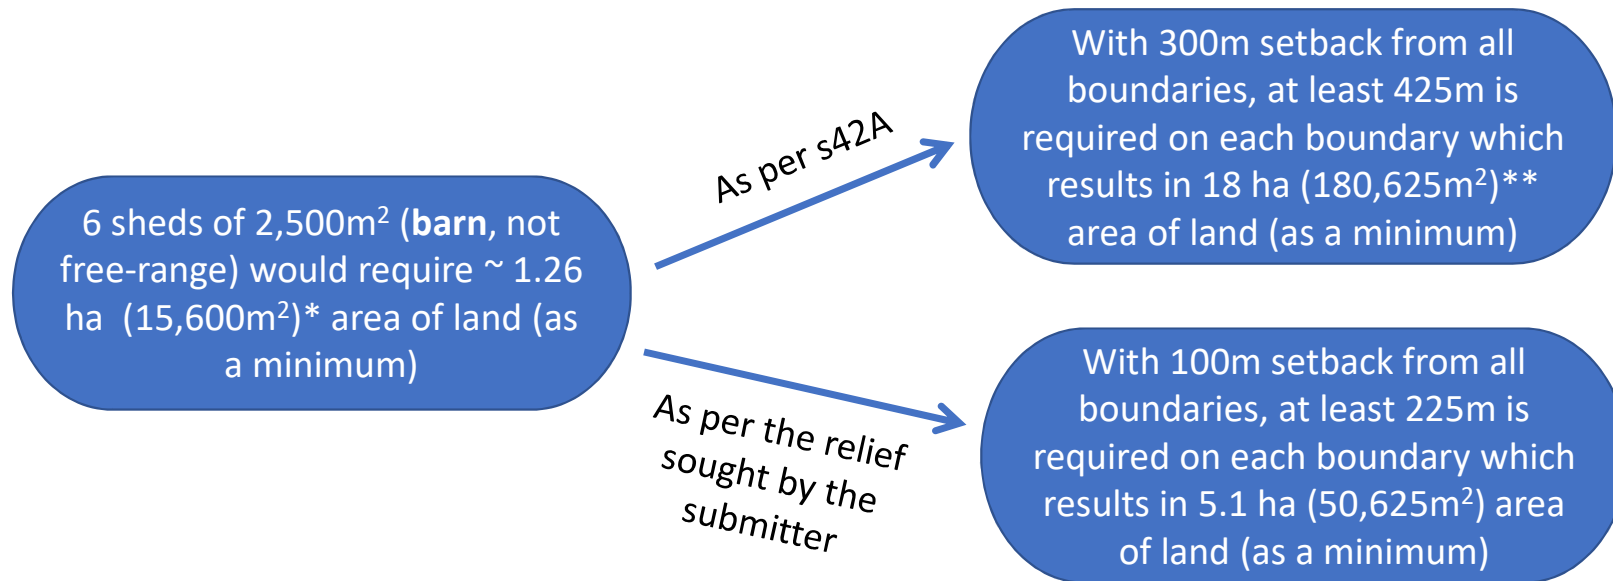 6 sheds of 2,500m² (barn, not
free-range) would require ~ 1.26
ha (15,600m²)* area of land (as
a minimum)
As per s42A
With 300m setback from all
boundaries, at least 425m is
required on each boundary which
results in 18 ha (180,625m²)**
area of land (as a minimum)
As per the relief
sought by the
submitter
With 100m setback from all
boundaries, at least 225m is
required on each boundary which
results in 5.1 ha (50,625m²) area
of land (as a minimum)